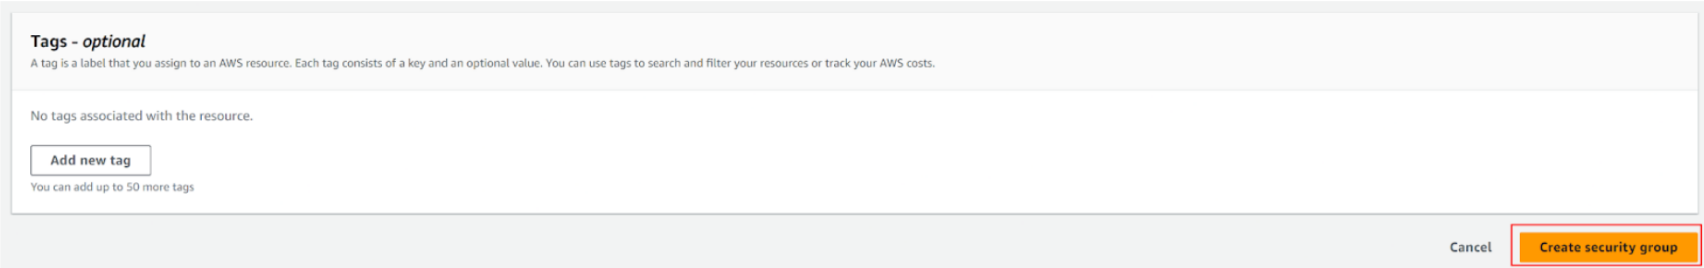 Tags - optional
A tag is a label that you assign to an AWS resource. Each tag consists of a key and an optional value. You can use tags to search and filter your resources or track your AWS costs.
No tags associated with the resource.
Add new tag
You can add up to 50 more tags
Cancel Create security group